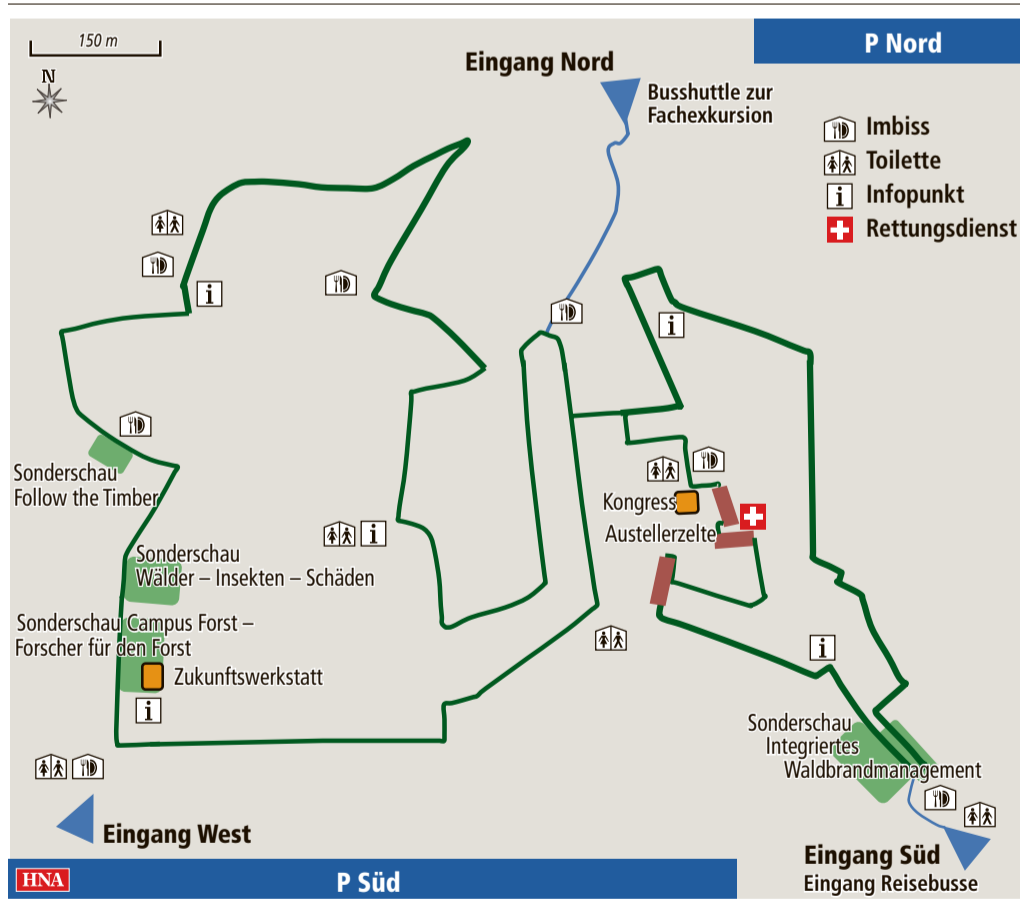 150 m
N
Eingang Nord
Busshuttle zur
Fachexkursion
P Nord
Imbiss
Toilette
i Infopunkt
Rettungsdienst
i
i
Sonderschau
Follow the Timber
Kongress
Austellerzelte
i
Sonderschau
Wälder – Insekten – Schäden
Sonderschau Campus Forst –
Forscher für den Forst
Zukunftswerkstatt
i
i
Sonderschau
Integriertes
Waldbrandmanagement
Eingang West
Eingang Süd
Eingang Reisebusse
HNA
P Süd